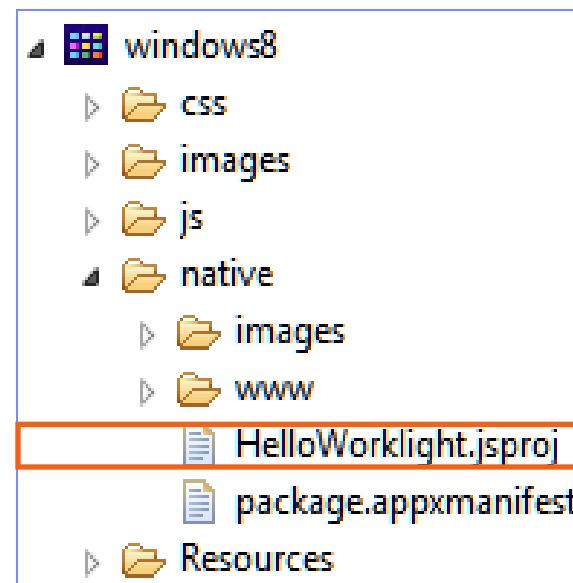 windows8
css
images
js
native
images
www
HelloWorklight.jsproj
package.appxmanifest
Resources